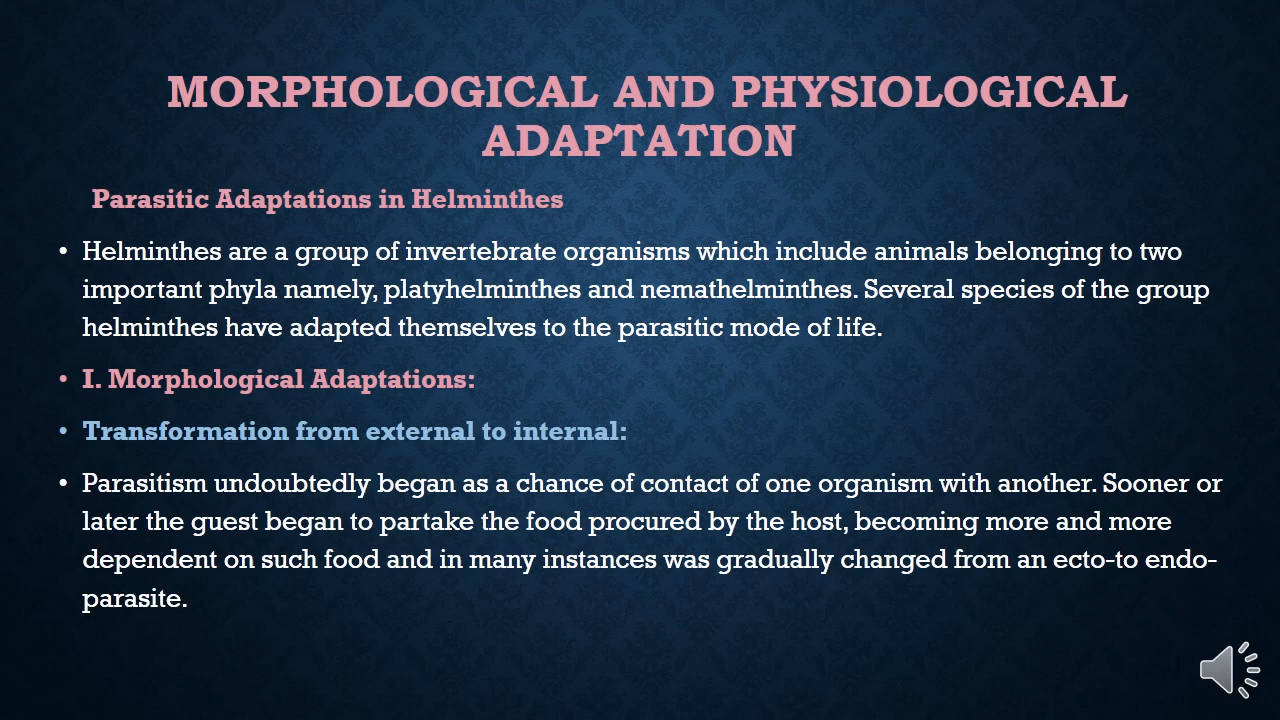 MORPHOLOGICAL AND PHYSIOLOGICAL
ADAPTATION
Parasitic Adaptations in Helminthes
• Helminthes are a group of invertebrate organisms which include animals belonging to two
important phyla namely, platyhelminthes and nemathelminthes. Several species of the group
helminthes have adapted themselves to the parasitic mode of life.
• I. Morphological Adaptations:
• Transformation from external to internal:
• Parasitism undoubtedly began as a chance of contact of one organism with another. Sooner or
later the guest began to partake the food procured by the host, becoming more and more
dependent on such food and in many instances was gradually changed from an ecto-to endo-
parasite.